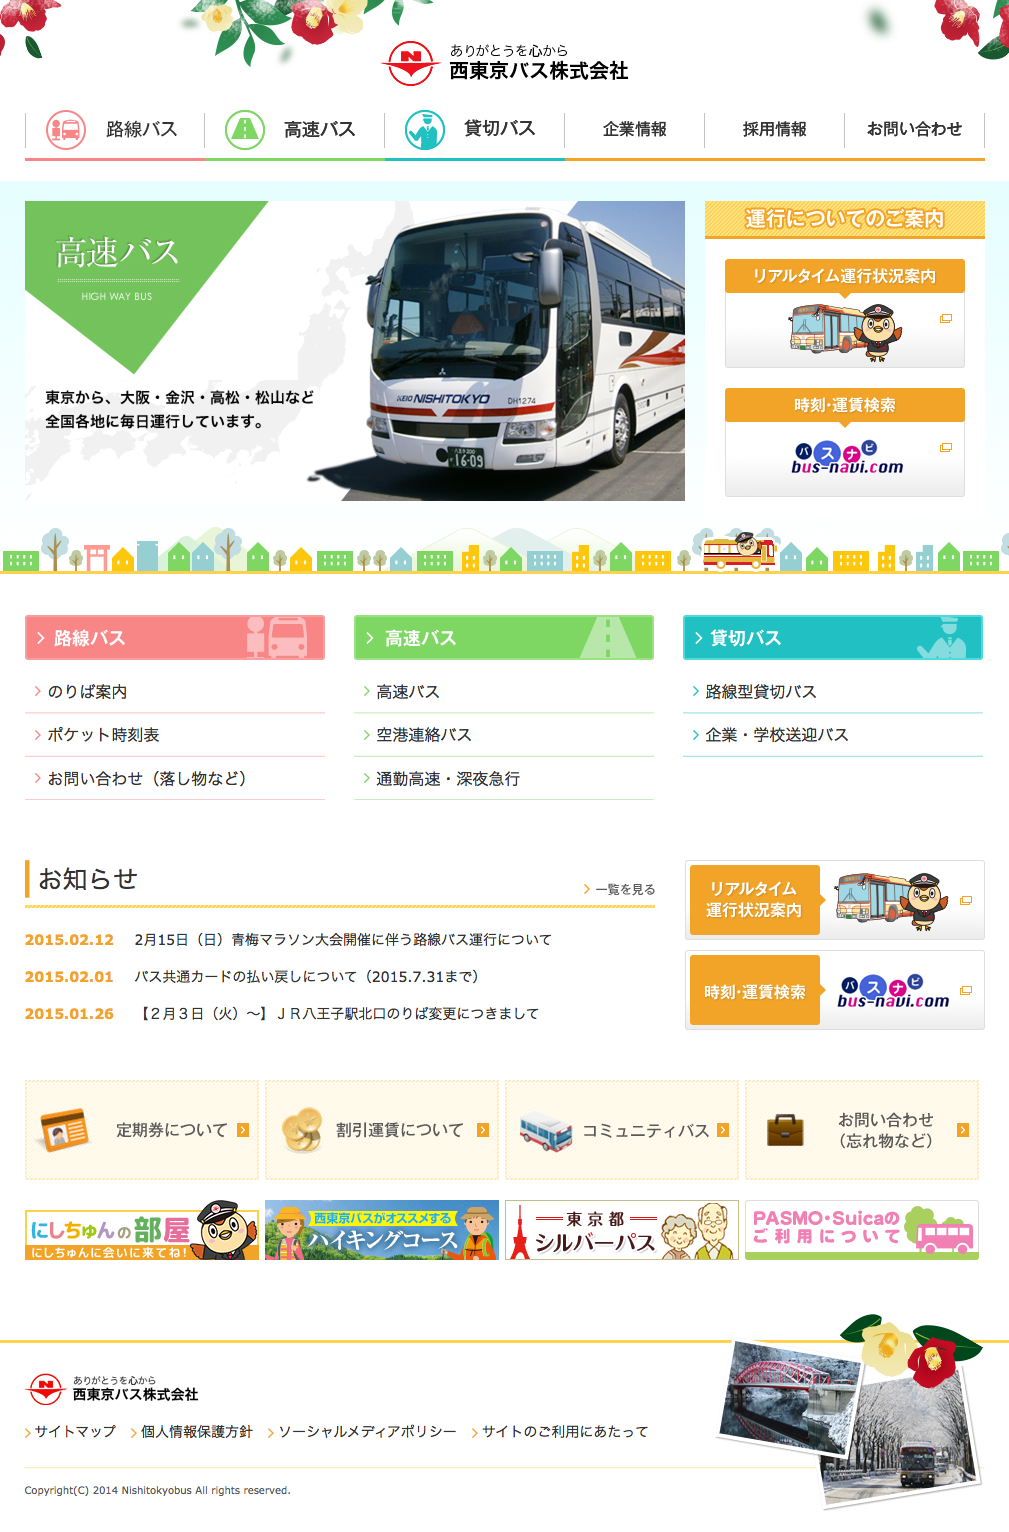 ありがとうを心から
西東京バス株式会社
路線バス
高速バス
貸切バス
企業情報
採用情報
お問い合わせ
高速バス
HIGH WAY BUS
東京から、大阪・金沢・高松・松山など
全国各地に毎日運行しています。
KEIO NISHITOKYO
DH1274
16-09
運行についてのご案内
リアルタイム運行状況案内
時刻・運賃検索
バスナビ
bus-navi.com
路線バス
のりば案内
ポケット時刻表
お問い合わせ（落し物など）
高速バス
高速バス
空港連絡バス
通勤高速・深夜急行
貸切バス
路線型貸切バス
企業・学校送迎バス
お知らせ
一覧を見る
2015.02.12 2月15日（日）青梅マラソン大会開催に伴う路線バス運行について
2015.02.01 バス共通カードの払い戻しについて（2015.7.31まで）
2015.01.26 【２月３日（火）～】ＪＲ八王子駅北口のりば変更につきまして
リアルタイム
運行状況案内
時刻・運賃検索
バスナビ
bus-navi.com
定期券について
割引運賃について
コミュニティバス
お問い合わせ
（忘れ物など）
にしちゅんの部屋
にしちゅんに会いに来てね！
西東京バスがオススメする
ハイキングコース
東京都
シルバーパス
PASMO・Suicaの
ご利用について
ありがとうを心から
西東京バス株式会社
サイトマップ
個人情報保護方針
ソーシャルメディアポリシー
サイトのご利用にあたって
Copyright(C) 2014 Nishitokyobus All rights reserved.